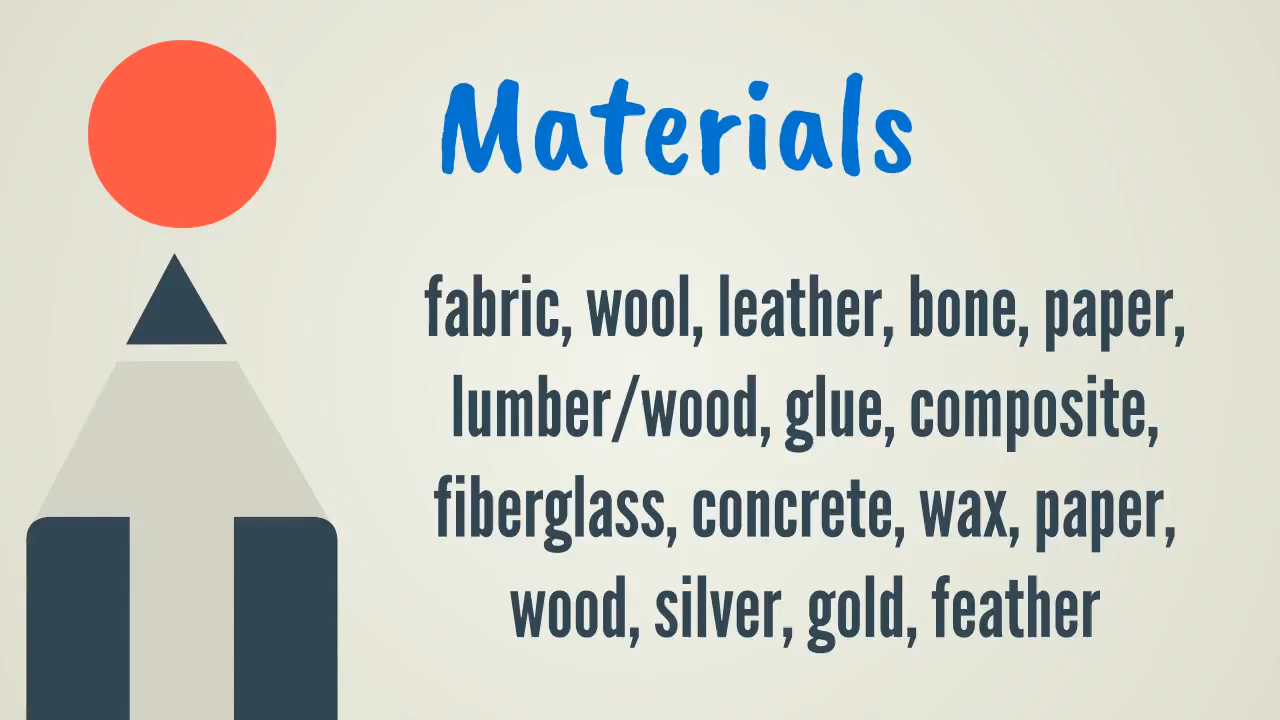 Materials
fabric, wool, leather, bone, paper,
lumber/wood, glue, composite,
fiberglass, concrete, wax, paper,
wood, silver, gold, feather